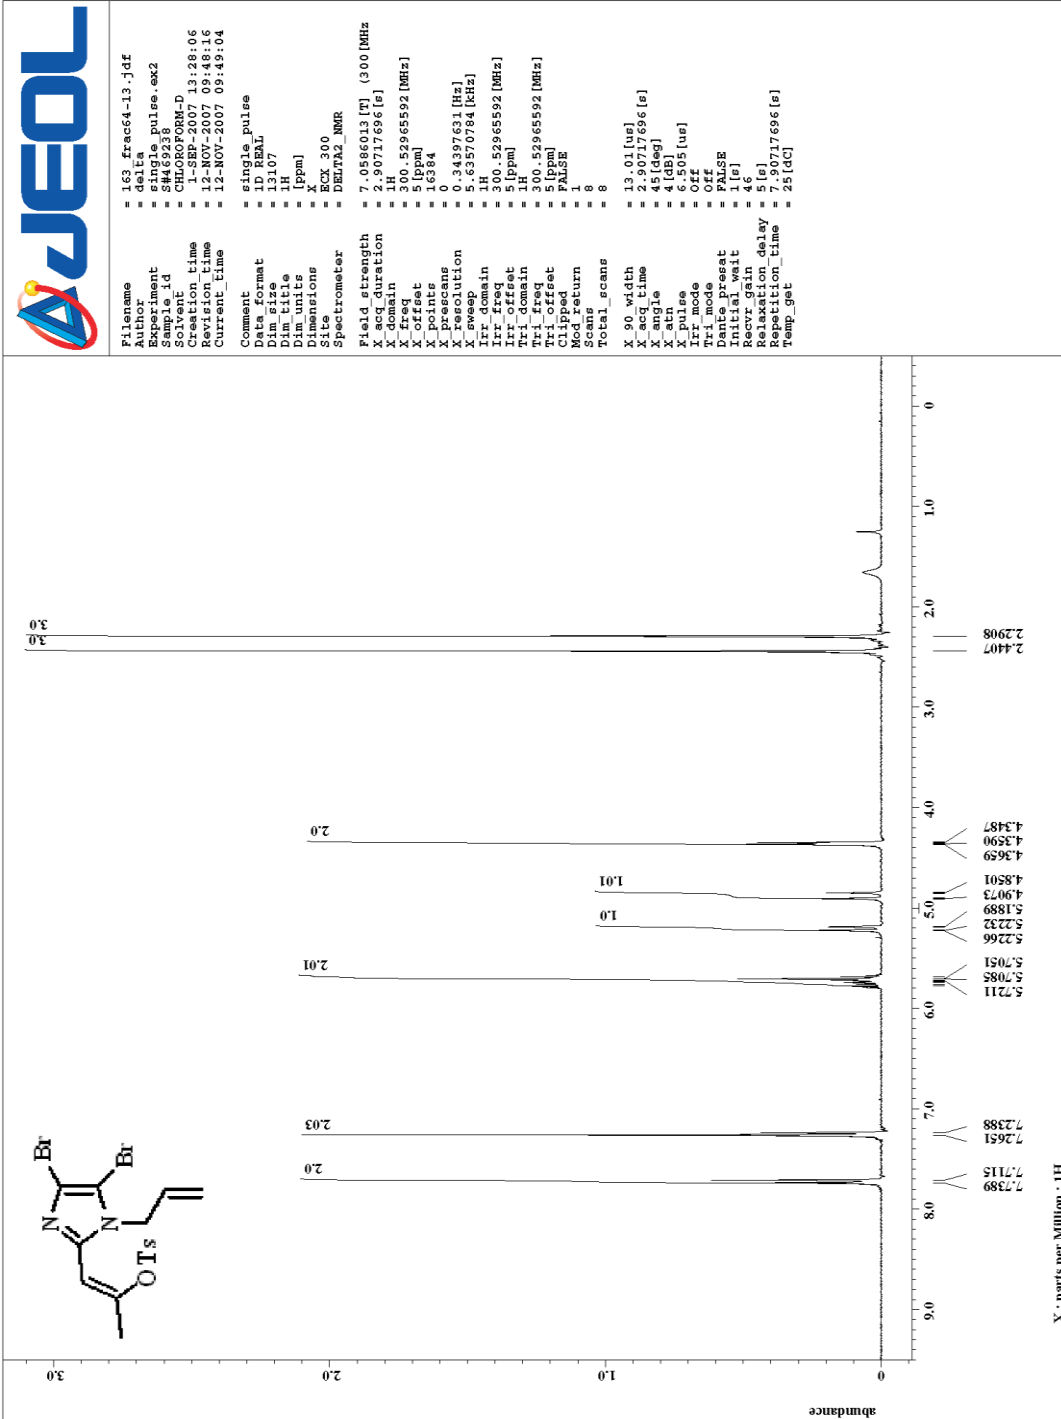 JEOL
Filename = 163 frac64-13.jdf
Author = delta
Experiment = single_pulse.ex2
Sample_id = S#469238
Solvent = CHLOROFORM-D
Creation_time = 1-SEP-2007 13:28:06
Revision_time = 12-NOV-2007 09:48:16
Current_time = 12-NOV-2007 09:49:04
Comment = single_pulse
Data_format = 1D REAL
Dim_size = 13107
Dim_title = 1H
Dim_units = [ppm]
Dimensions = X
Site = ECX 300
Spectrometer = DELTA2_NMR
Field_strength = 7.0586013[T] (300[MHz
X_acq_duration = 2.90717696[s]
X_domain = 1H
X_freq = 300.52965592[MHz]
X_offset = 5[ppm]
X_points = 16384
X_prescans = 0
X_resolution = 0.34397631[Hz]
X_sweep = 5.63570784[kHz]
Irr_domain = 1H
Irr_freq = 300.52965592[MHz]
Irr_offset = 5[ppm]
Tri_domain = 1H
Tri_freq = 300.52965592[MHz]
Tri_offset = 5[ppm]
Clipped = FALSE
Mod_return = 1
Scans = 8
Total_scans = 8
X_90_width = 13.01[us]
X_acq_time = 2.90717696[s]
X_angle = 45[deg]
X_atn = 4[dB]
X_pulse = 6.505[us]
Irr_mode = Off
Tri_mode = Off
Dante_presat = FALSE
Initial_wait = 1[s]
Recvr_gain = 46
Relaxation_delay = 5[s]
Repetition_time = 7.90717696[s]
Temp_get = 25[dC]
Br
Br
N
N
OTs
abundance
0 1.0 2.0 3.0
2.0 2.03 2.01 1.0 1.01 2.0 3.0 3.0
9.0 8.0 7.0 6.0 5.0 4.0 3.0 2.0 1.0 0
7.7389
7.7115
7.2651
7.2388
5.7211
5.7085
5.7051
5.2266
5.2232
5.1889
4.9073
4.8501
4.3659
4.3590
4.3487
2.4407
2.2908
X : parts per Million : 1H